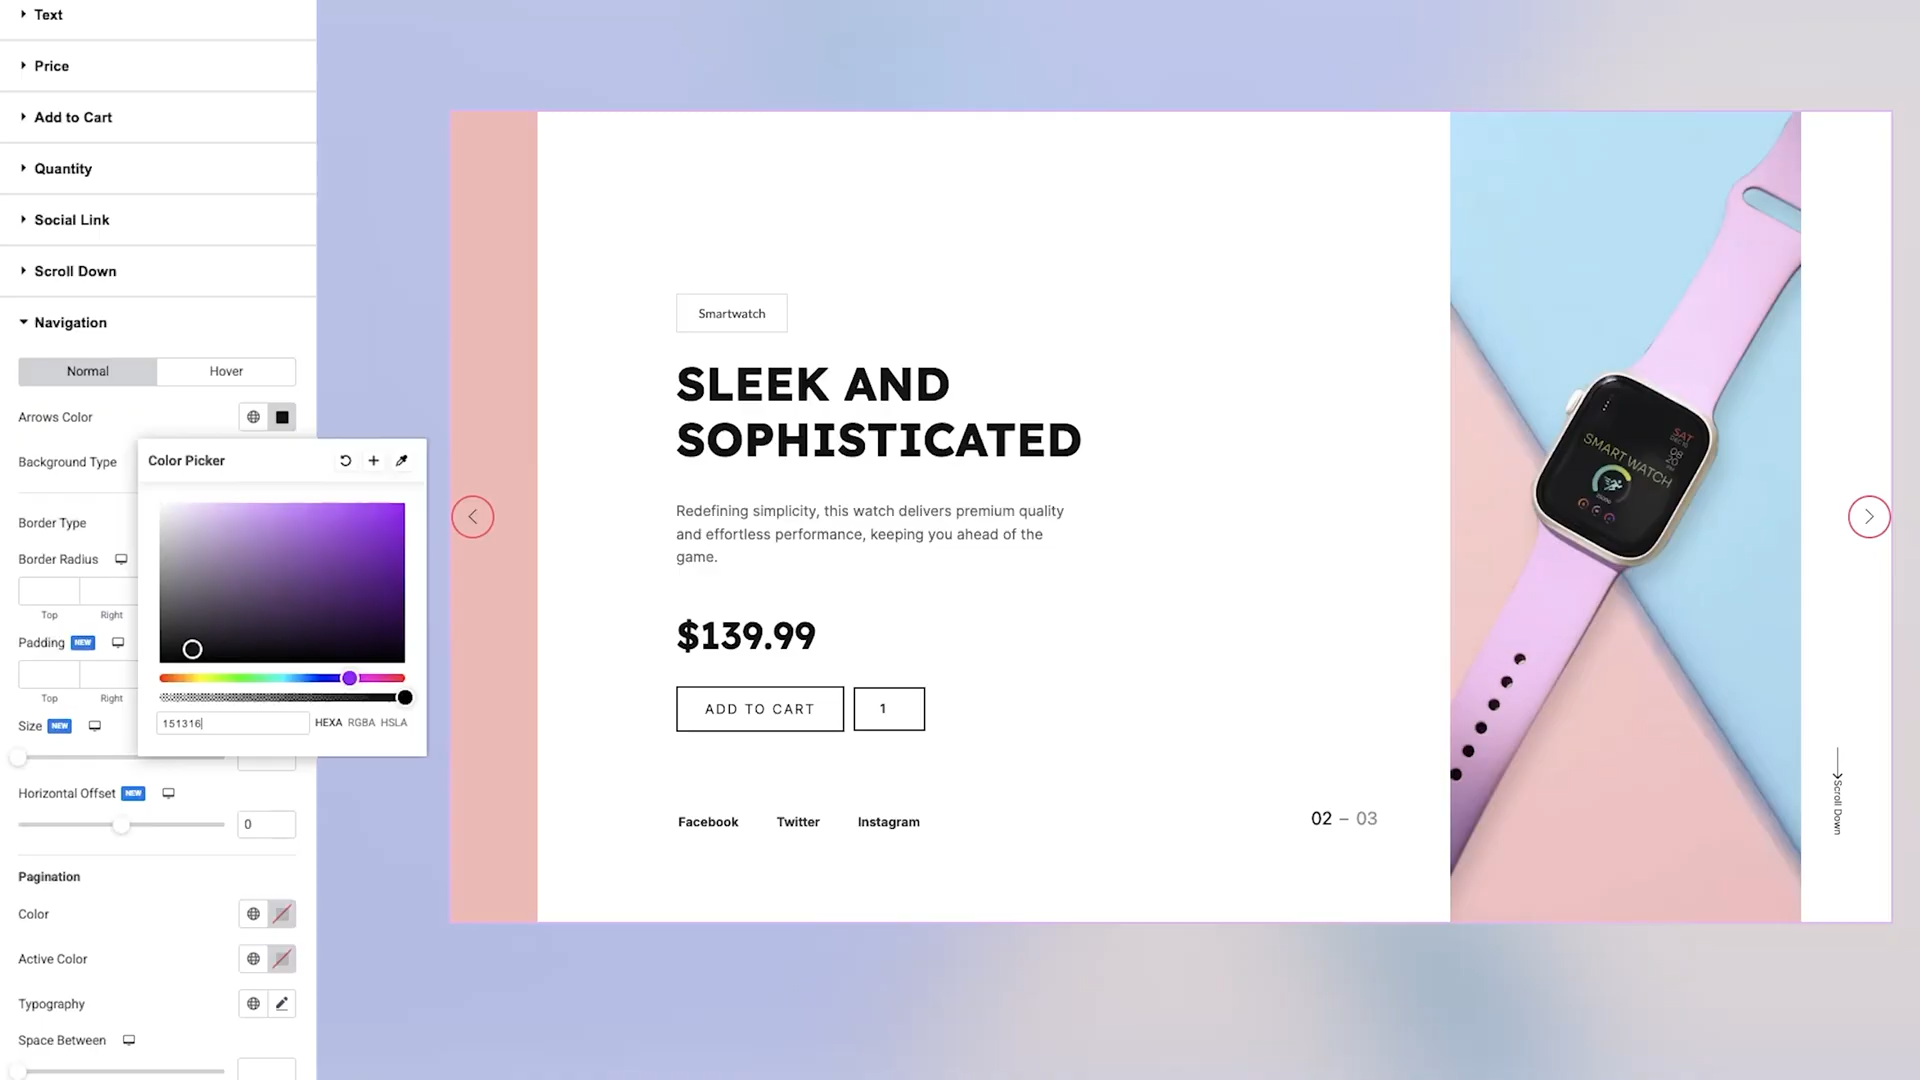 Text
Price
Add to Cart
Quantity
Social Link
Scroll Down
Navigation
Normal
Hover
Arrows Color
Background Type
Color Picker
Border Type
Border Radius
Top
Right
Padding
NEW
Top
Right
Size
NEW
151316
HEXA
RGBA
HSLA
Horizontal Offset
NEW
0
Pagination
Color
Active Color
Typography
Space Between
Smartwatch
SLEEK AND
SOPHISTICATED
Redefining simplicity, this watch delivers premium quality
and effortless performance, keeping you ahead of the
game.
$139.99
ADD TO CART
1
Facebook
Twitter
Instagram
02 – 03
SAT
SMART WATCH
08
20
Scroll Down